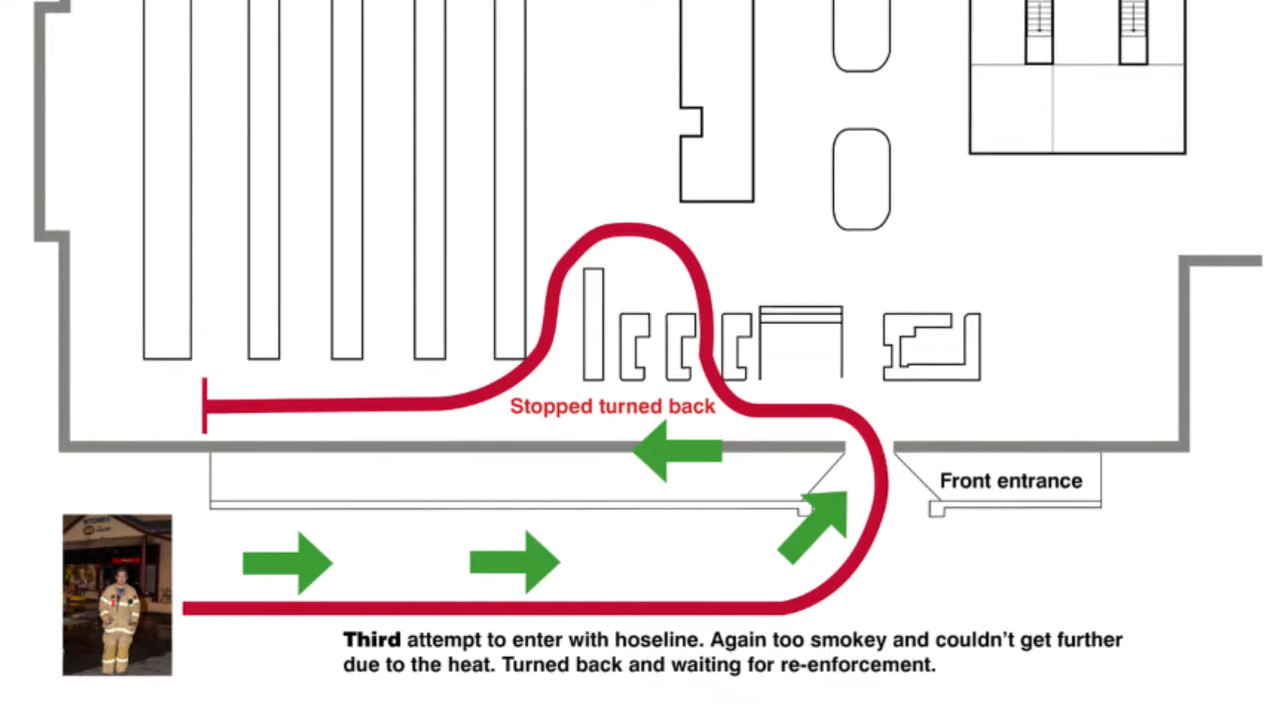 Stopped turned back
Front entrance
Third attempt to enter with hoseline. Again too smokey and couldn't get further
due to the heat. Turned back and waiting for re-enforcement.